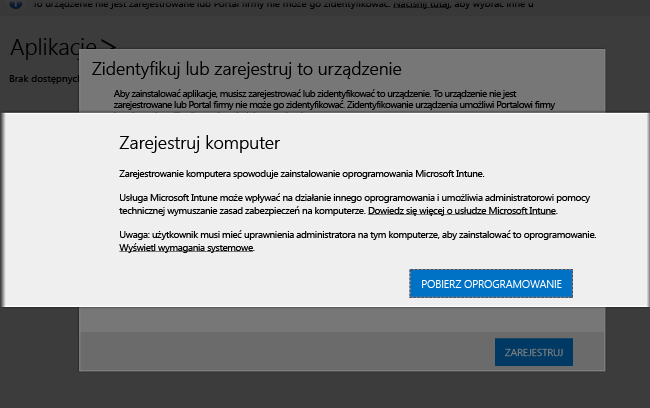 To urządzenie nie jest zarejestrowane lub Portal firmy nie może go zidentyfikować. Naciśnij tutaj, aby wybrać inne u
Aplikacje >
Zidentyfikuj lub zarejestruj to urządzenie
Brak dostępnych
Aby zainstalować aplikacje, musisz zarejestrować lub zidentyfikować to urządzenie. To urządzenie nie jest
zarejestrowane lub Portal firmy nie może go zidentyfikować. Zidentyfikowanie urządzenia umożliwi Portalowi firmy
Zarejestruj komputer
Zarejestrowanie komputera spowoduje zainstalowanie oprogramowania Microsoft Intune.
Usługa Microsoft Intune może wpływać na działanie innego oprogramowania i umożliwia administratorowi pomocy
technicznej wymuszanie zasad zabezpieczeń na komputerze. Dowiedz się więcej o usłudze Microsoft Intune.
Uwaga: użytkownik musi mieć uprawnienia administratora na tym komputerze, aby zainstalować to oprogramowanie.
Wyświetl wymagania systemowe.
POBIERZ OPROGRAMOWANIE
ZAREJESTRUJ